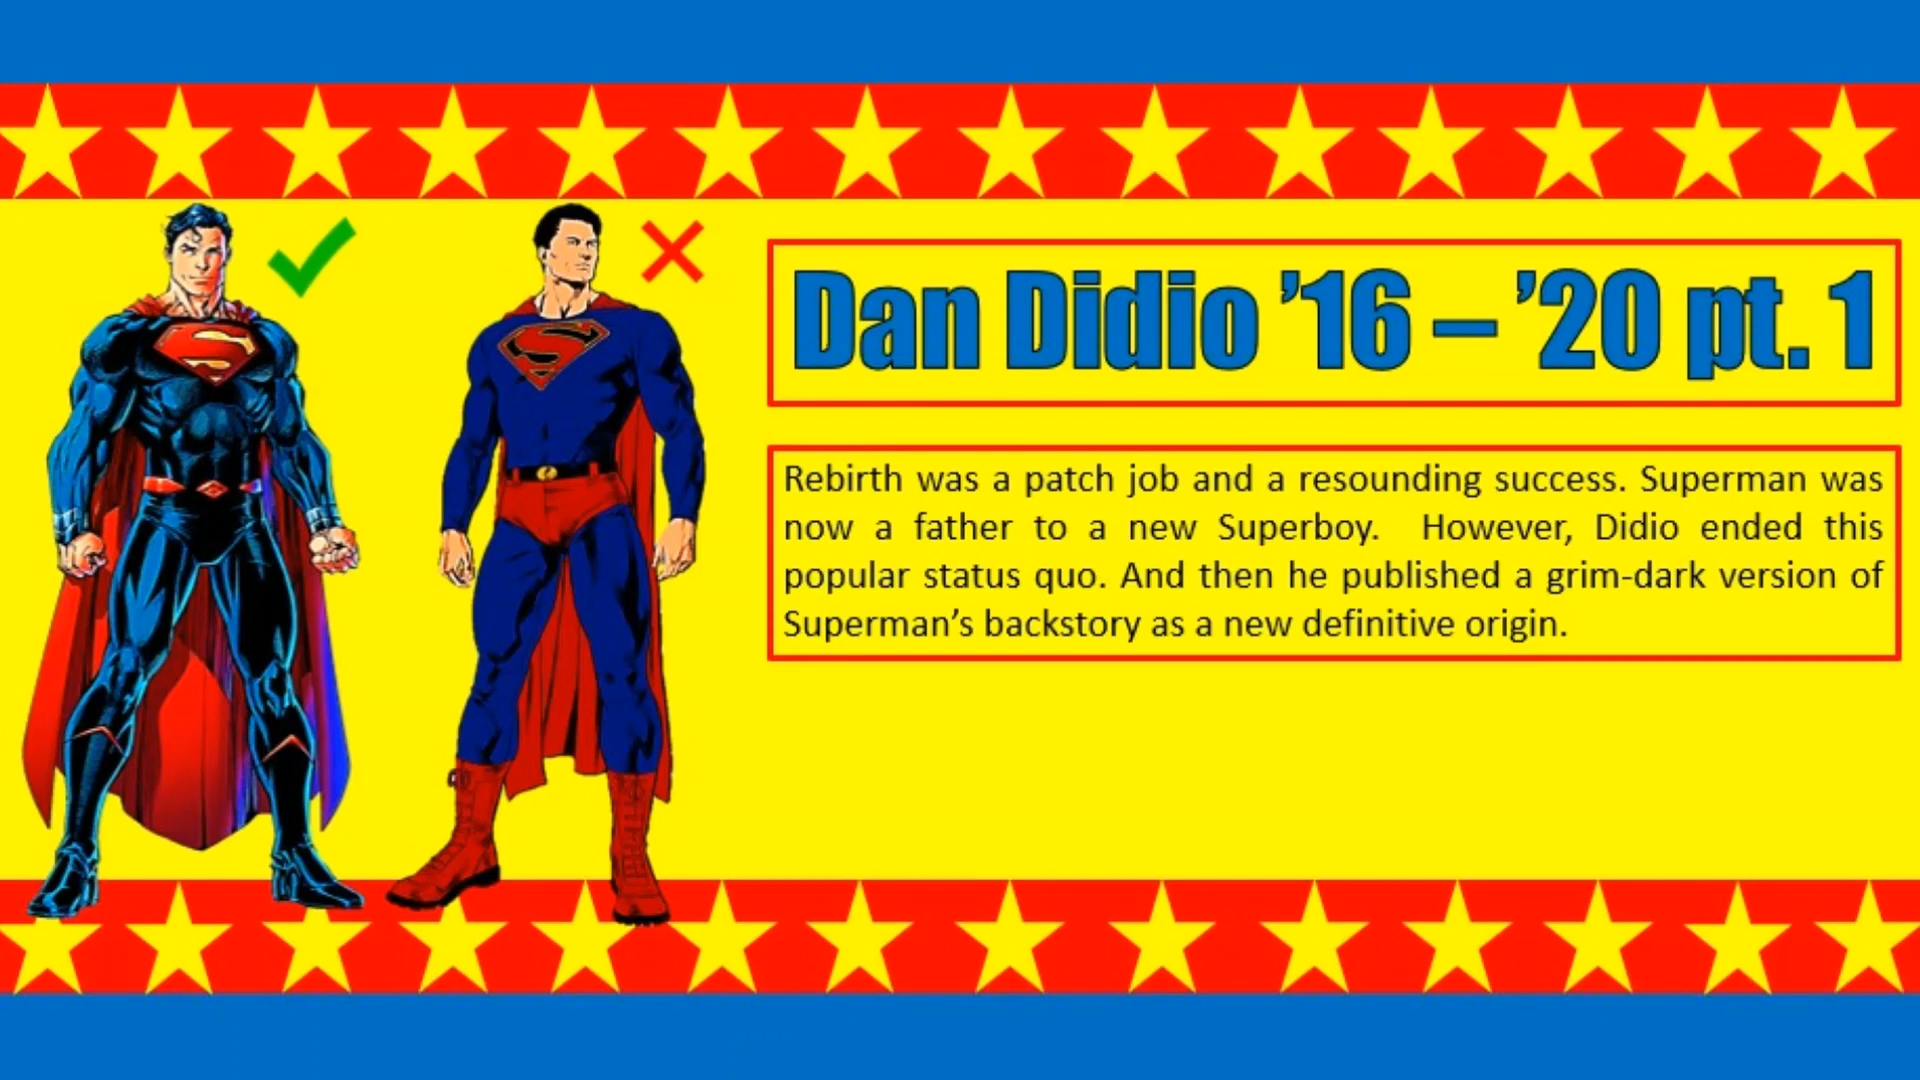 Dan Didio ’16 – ’20 pt. 1
Rebirth was a patch job and a resounding success. Superman was
now a father to a new Superboy. However, Didio ended this
popular status quo. And then he published a grim-dark version of
Superman’s backstory as a new definitive origin.